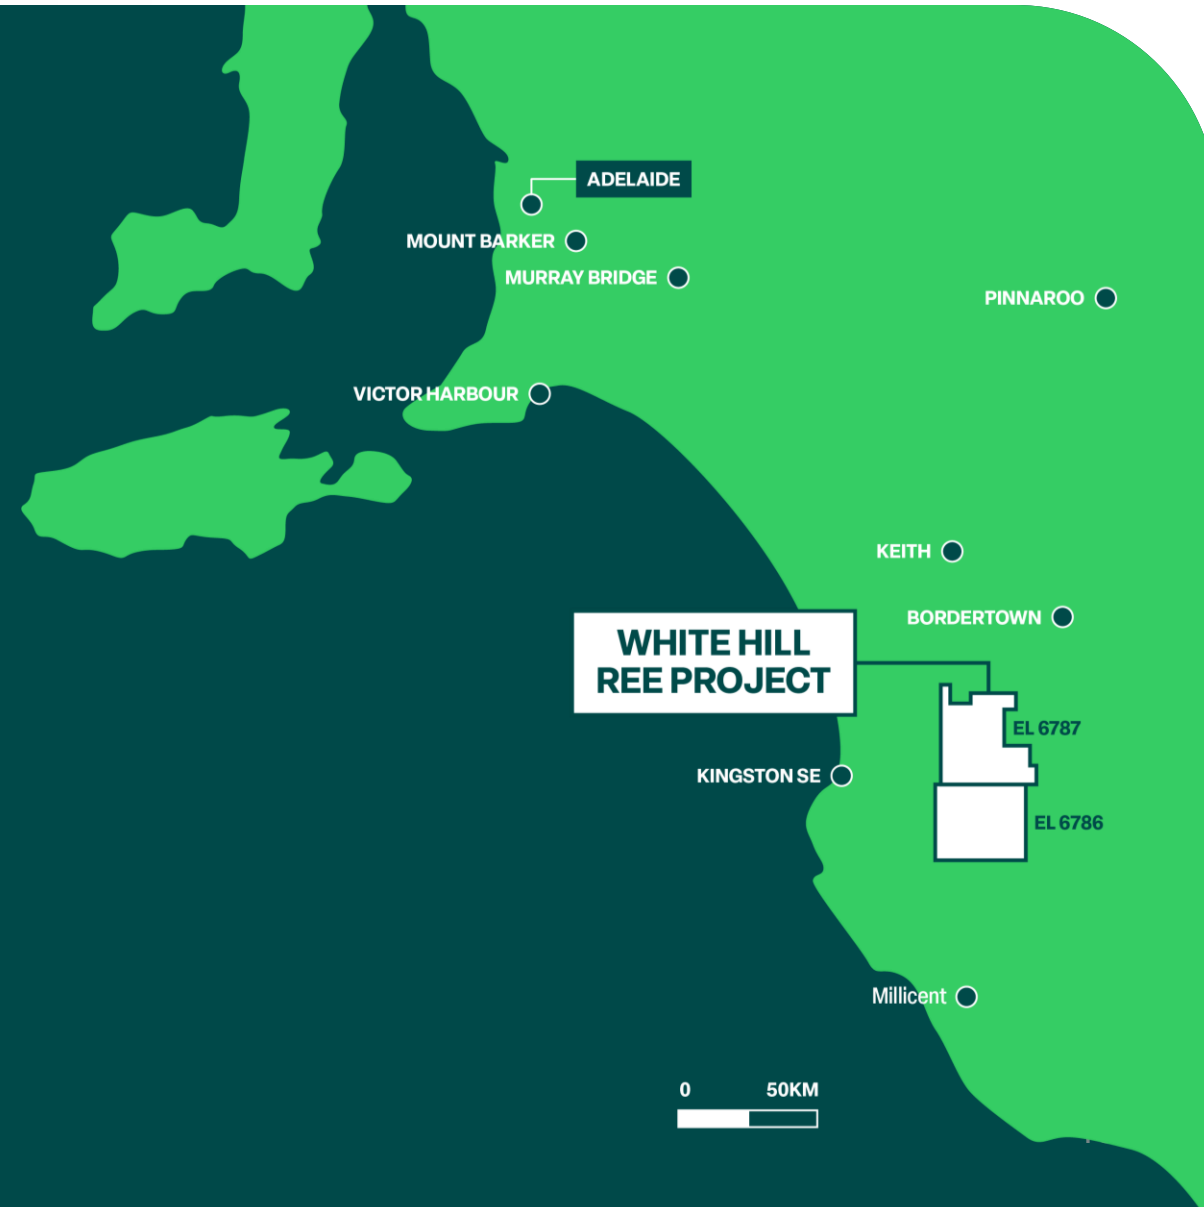 ADELAIDE
MOUNT BARKER
MURRAY BRIDGE
PINNAROO
VICTOR HARBOUR
KEITH
BORDERTOWN
WHITE HILL
REE PROJECT
EL 6787
KINGSTON SE
EL 6786
Millicent
0 50KM